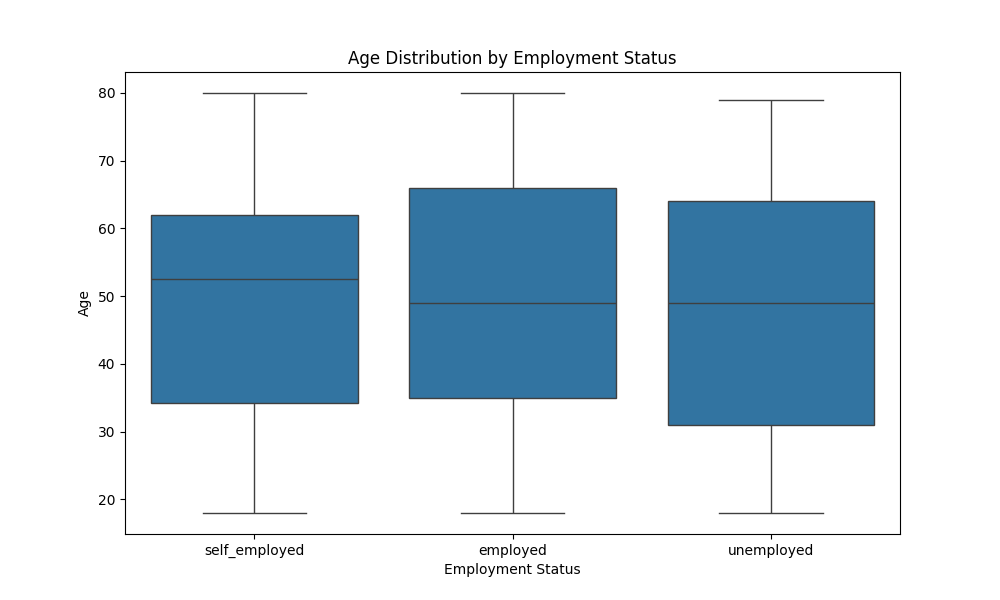 Age Distribution by Employment Status
80
70
60
50
40
30
20
Age
self_employed
employed
unemployed
Employment Status